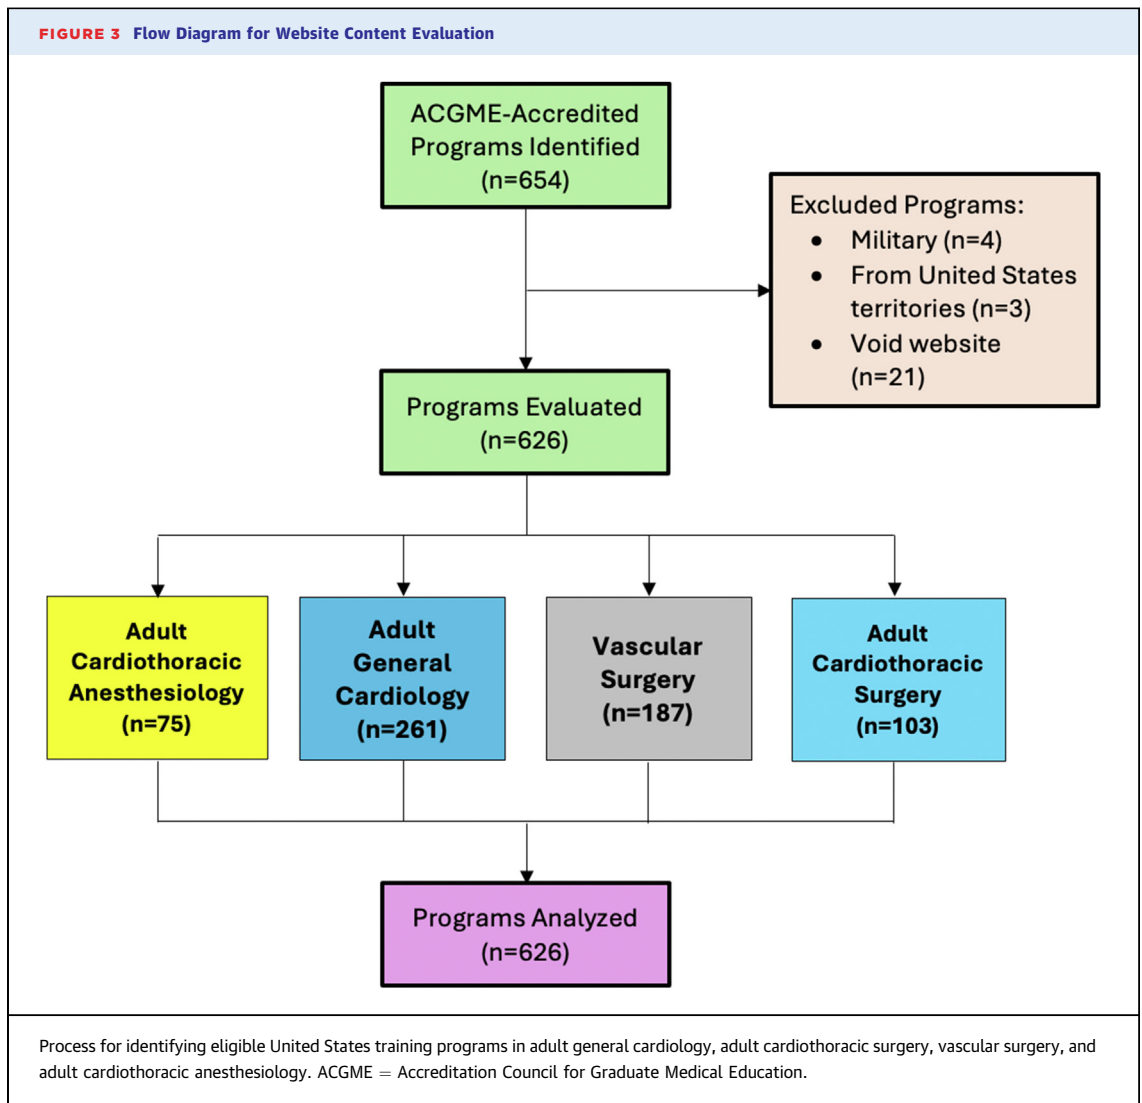 FIGURE 3 Flow Diagram for Website Content Evaluation
ACGME-Accredited
Programs Identified
(n=654)
Excluded Programs:
• Military (n=4)
• From United States
territories (n=3)
• Void website
(n=21)
Programs Evaluated
(n=626)
Adult
Cardiothoracic
Anesthesiology
(n=75)
Adult
General
Cardiology
(n=261)
Vascular
Surgery
(n=187)
Adult
Cardiothoracic
Surgery
(n=103)
Programs Analyzed
(n=626)
Process for identifying eligible United States training programs in adult general cardiology, adult cardiothoracic surgery, vascular surgery, and
adult cardiothoracic anesthesiology. ACGME = Accreditation Council for Graduate Medical Education.